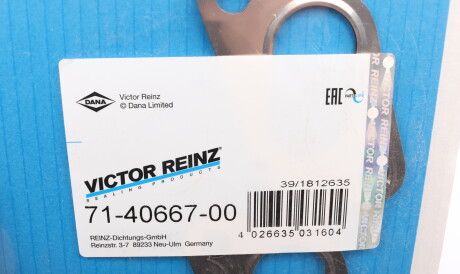 DANA
Victor Reinz
© Dana Limited
EAC
VICTOR REINZ®
SEALING PRODUCTS
39/1812635
71-40667-00
4 026635 031604
REINZ-Dichtungs-GmbH
Reinzstr. 3-7 89233 Neu-Ulm Germany